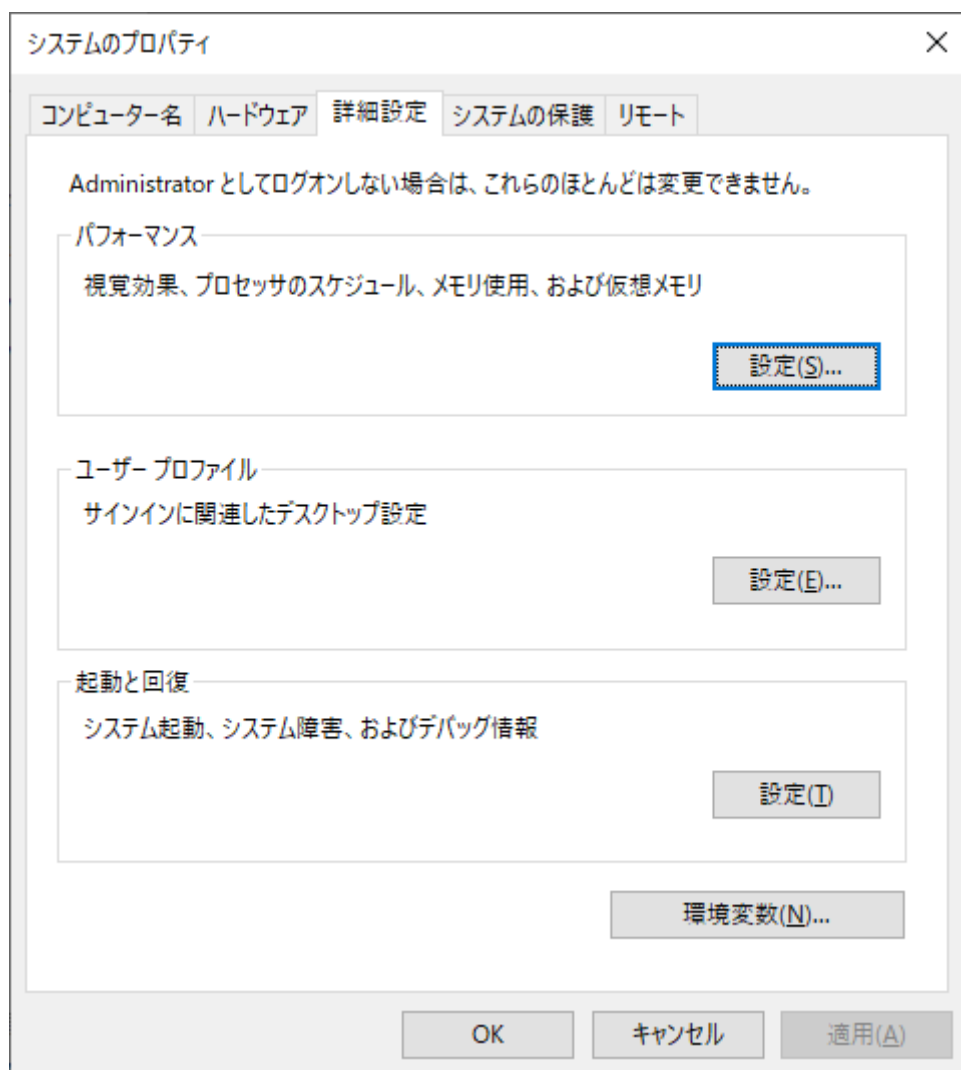 システムのプロパティ
コンピューター名 ハードウェア 詳細設定 システムの保護 リモート
Administrator としてログオンしない場合は、これらのほとんどは変更できません。
パフォーマンス
視覚効果、プロセッサのスケジュール、メモリ使用、および仮想メモリ
設定(S)...
ユーザー プロファイル
サインインに関連したデスクトップ設定
設定(E)...
起動と回復
システム起動、システム障害、およびデバッグ情報
設定(T)
環境変数(N)...
OK キャンセル 適用(A)